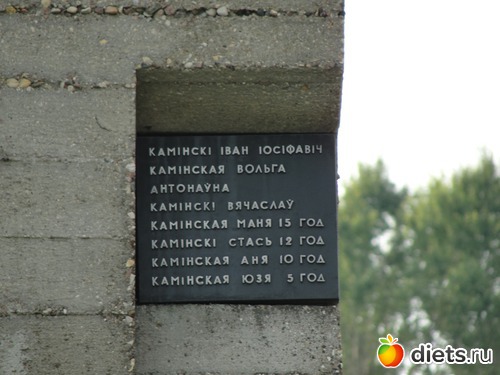 КАМІНСКІ ІВАН ІОСІФАВІЧ
КАМІНСКАЯ ВОЛЬГА
АНТОНАЎНА
КАМІНСКІ ВЯЧАСЛАЎ
КАМІНСКАЯ МАНЯ 15 ГОД
КАМІНСКІ СТАСЬ 12 ГОД
КАМІНСКАЯ АНЯ 10 ГОД
КАМІНСКАЯ ЮЗЯ 5 ГОД
diets.ru